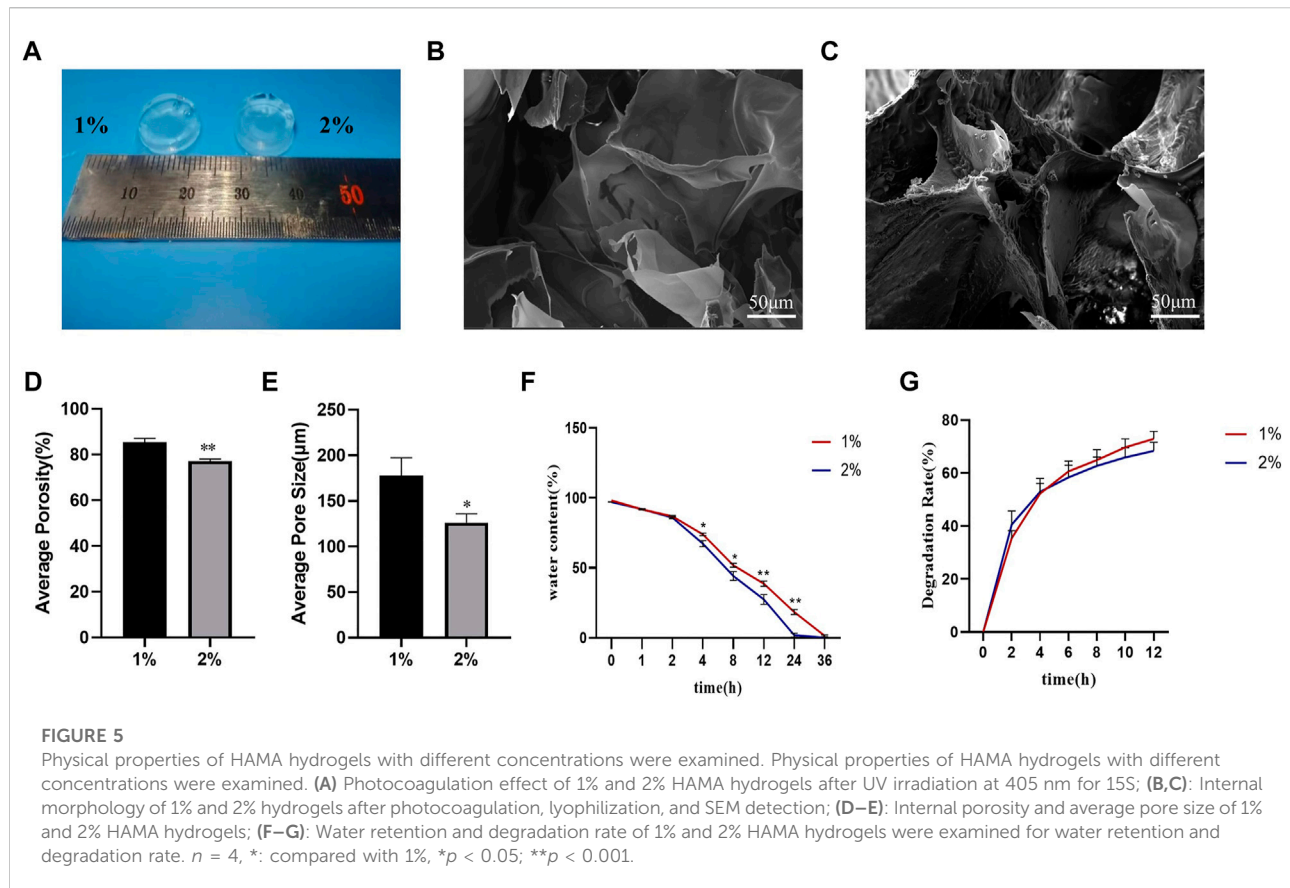 A
1%
2%
10
20
30
40
50
B
50μm
C
50μm
D
Average Porosity(%)
100
80
60
40
20
0
**
1%
2%
E
Average Pore Size(μm)
250
200
150
100
50
0
*
1%
2%
F
water content(%)
150
100
50
0
*
*
**
**
0
1
2
4
8
12
24
36
time(h)
1%
2%
G
Degradation Rate(%)
80
60
40
20
0
0
2
4
6
8
10
12
time(h)
1%
2%
FIGURE 5
Physical properties of HAMA hydrogels with different concentrations were examined. Physical properties of HAMA hydrogels with different
concentrations were examined. (A) Photocoagulation effect of 1% and 2% HAMA hydrogels after UV irradiation at 405 nm for 15S; (B,C): Internal
morphology of 1% and 2% hydrogels after photocoagulation, lyophilization, and SEM detection; (D–E): Internal porosity and average pore size of 1%
and 2% HAMA hydrogels; (F–G): Water retention and degradation rate of 1% and 2% HAMA hydrogels were examined for water retention and
degradation rate. n = 4, *: compared with 1%, *p < 0.05; **p < 0.001.